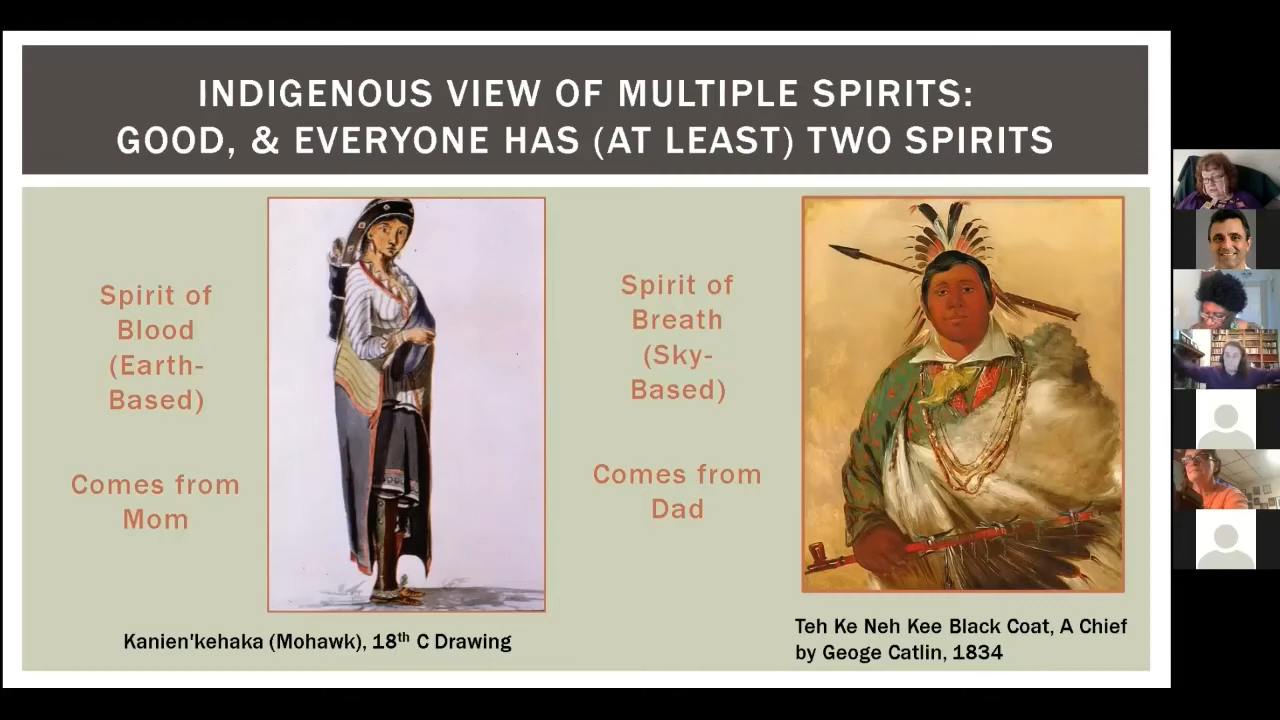 INDIGENOUS VIEW OF MULTIPLE SPIRITS:
GOOD, & EVERYONE HAS (AT LEAST) TWO SPIRITS
Spirit of
Blood
(Earth-
Based)
Comes from
Mom
Kanien'kehaka (Mohawk), 18th C Drawing
Spirit of
Breath
(Sky-
Based)
Comes from
Dad
Teh Ke Neh Kee Black Coat, A Chief
by Geoge Catlin, 1834